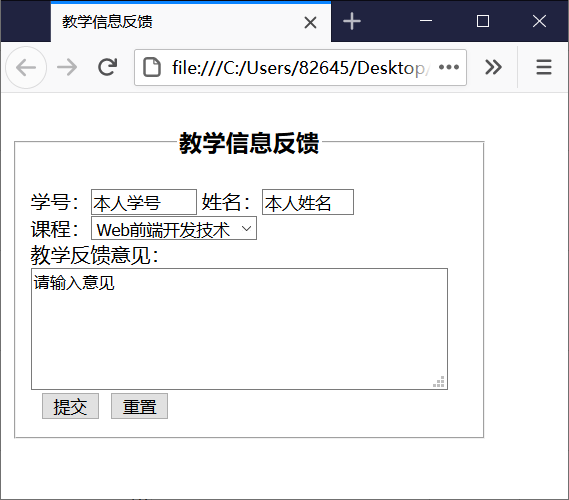 教学信息反馈
file:///C:/Users/82645/Desktop/
教学信息反馈
学号：本人学号 姓名：本人姓名
课程：Web前端开发技术
教学反馈意见：
请输入意见
提交 重置